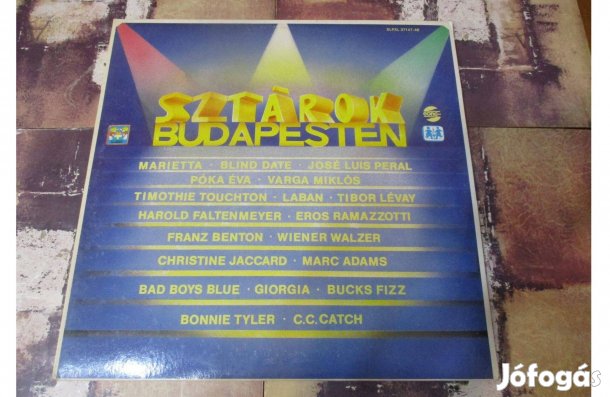 SZTÁROK
BUDAPESTEN
MARIETTA · BLIND DATE · JOSÉ LUIS PERAL
PÓKA ÉVA · VARGA MIKLÓS
TIMOTHIE TOUCHTON · LABAN · TIBOR LÉVAY
HAROLD FALTENMEYER · EROS RAMAZZOTTI
FRANZ BENTON · WIENER WALZER
CHRISTINE JACCARD · MARC ADAMS
BAD BOYS BLUE · GIORGIA · BUCKS FIZZ
BONNIE TYLER · C.C. CATCH
Jófogás